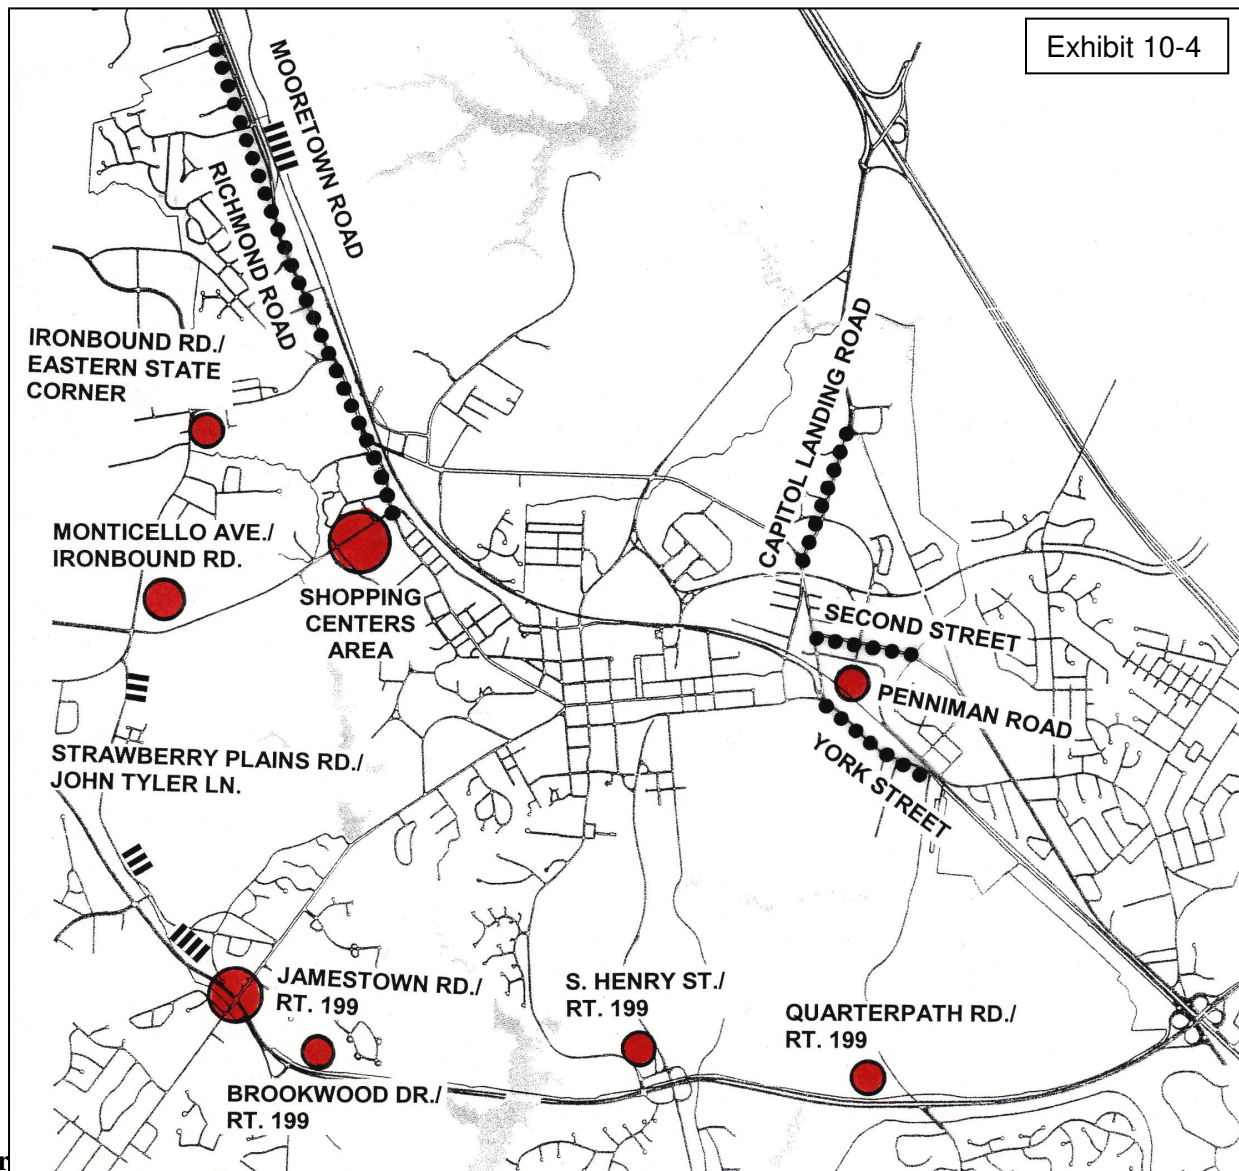 Exhibit 10-4
MOORETOWN ROAD
RICHMOND ROAD
IRONBOUND RD./
EASTERN STATE
CORNER
CAPITOL LANDING ROAD
MONTICELLO AVE./
IRONBOUND RD.
SHOPPING
CENTERS
AREA
SECOND STREET
PENNIMAN ROAD
YORK STREET
STRAWBERRY PLAINS RD./
JOHN TYLER LN.
JAMESTOWN RD./
RT. 199
S. HENRY ST./
RT. 199
QUARTERPATH RD./
RT. 199
BROOKWOOD DR./
RT. 199